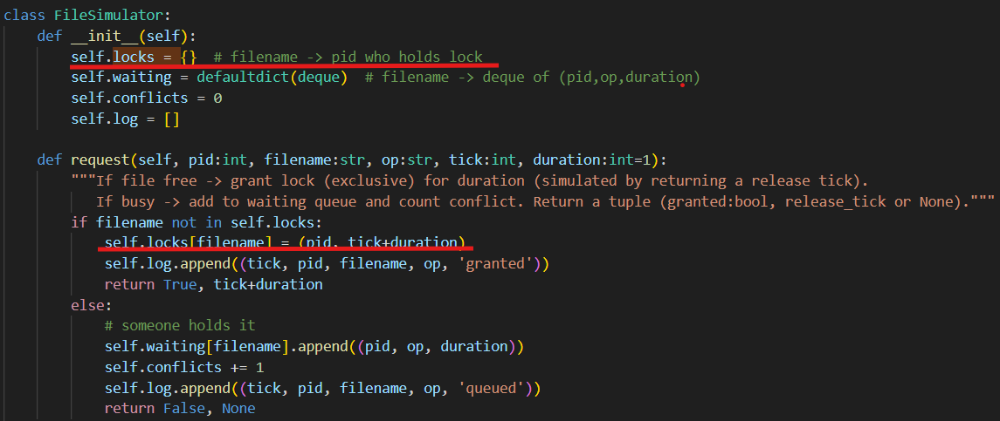 class FileSimulator:
    def __init__(self):
        self.locks = {}  # filename -> pid who holds lock
        self.waiting = defaultdict(deque)  # filename -> deque of (pid,op,duration)
        self.conflicts = 0
        self.log = []

    def request(self, pid:int, filename:str, op:str, tick:int, duration:int=1):
        """If file free -> grant lock (exclusive) for duration (simulated by returning a release tick).
           If busy -> add to waiting queue and count conflict. Return a tuple (granted:bool, release_tick or None)."""
        if filename not in self.locks:
            self.locks[filename] = (pid, tick+duration)
            self.log.append((tick, pid, filename, op, 'granted'))
            return True, tick+duration
        else:
            # someone holds it
            self.waiting[filename].append((pid, op, duration))
            self.conflicts += 1
            self.log.append((tick, pid, filename, op, 'queued'))
            return False, None